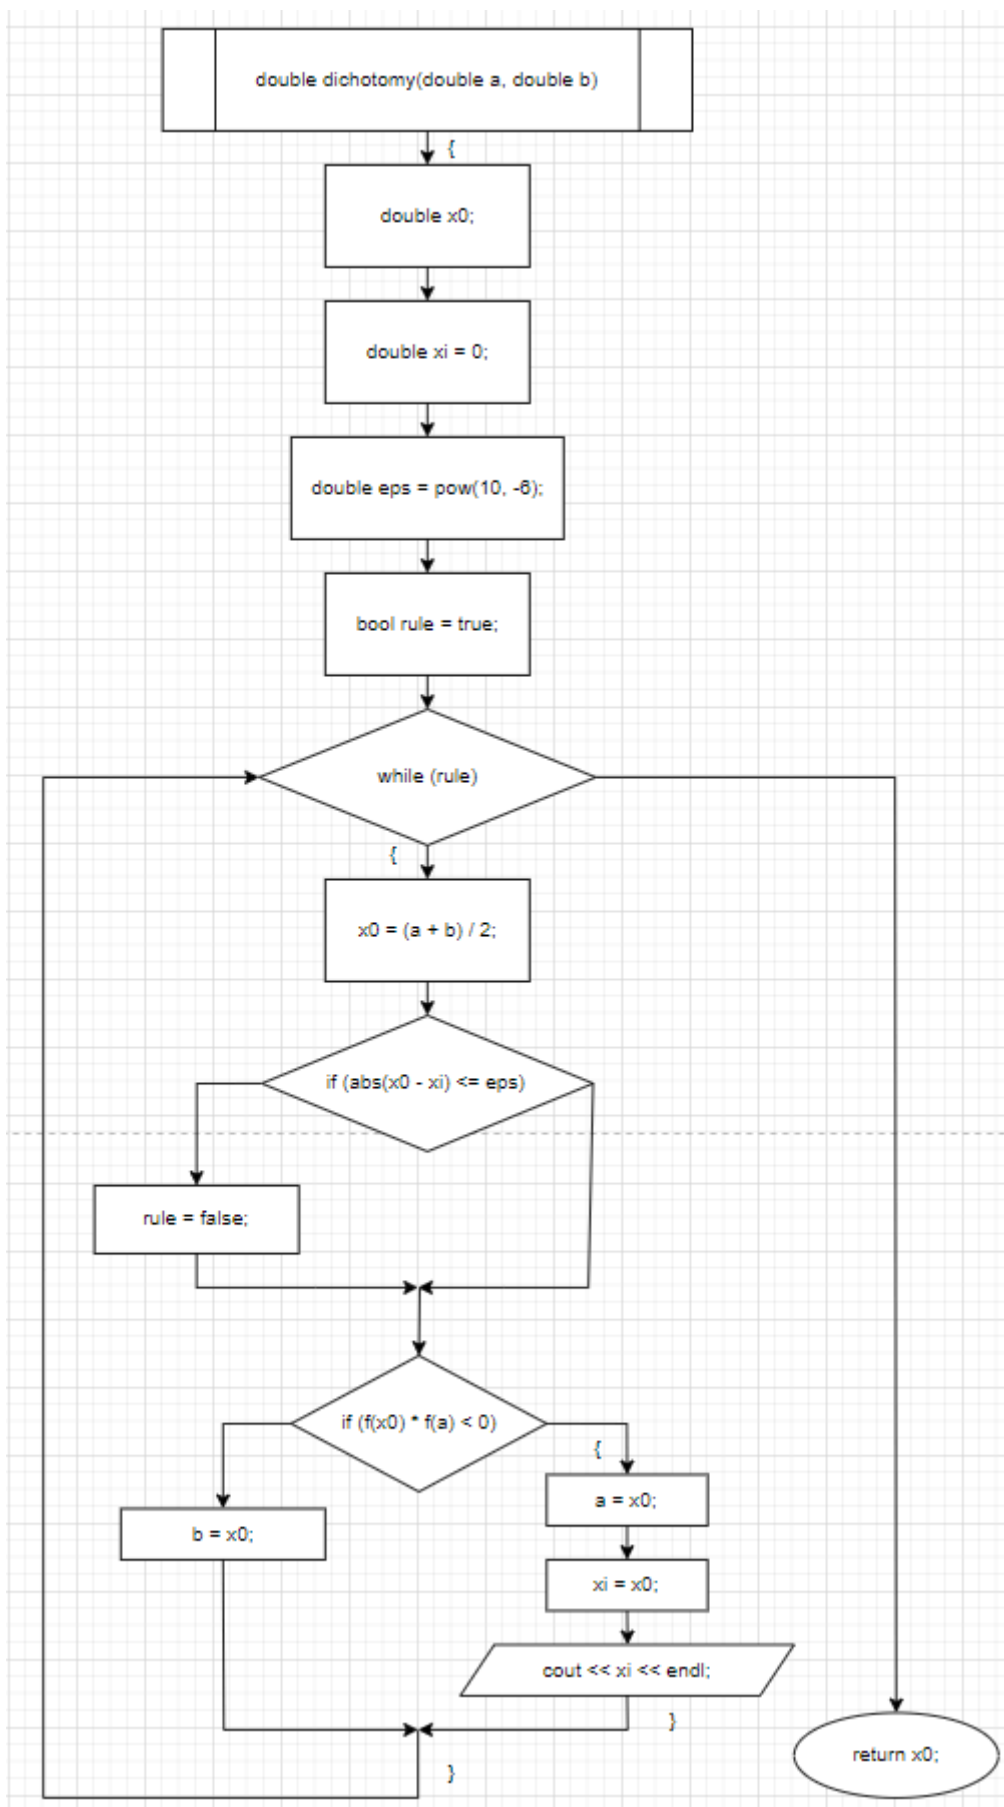 double dichotomy(double a, double b)
{
double x0;
double xi = 0;
double eps = pow(10, -6);
bool rule = true;
while (rule)
{
x0 = (a + b) / 2;
if (abs(x0 - xi) <= eps)
rule = false;
if (f(x0) * f(a) < 0)
{
b = x0;
a = x0;
xi = x0;
cout << xi << endl;
}
return x0;
}